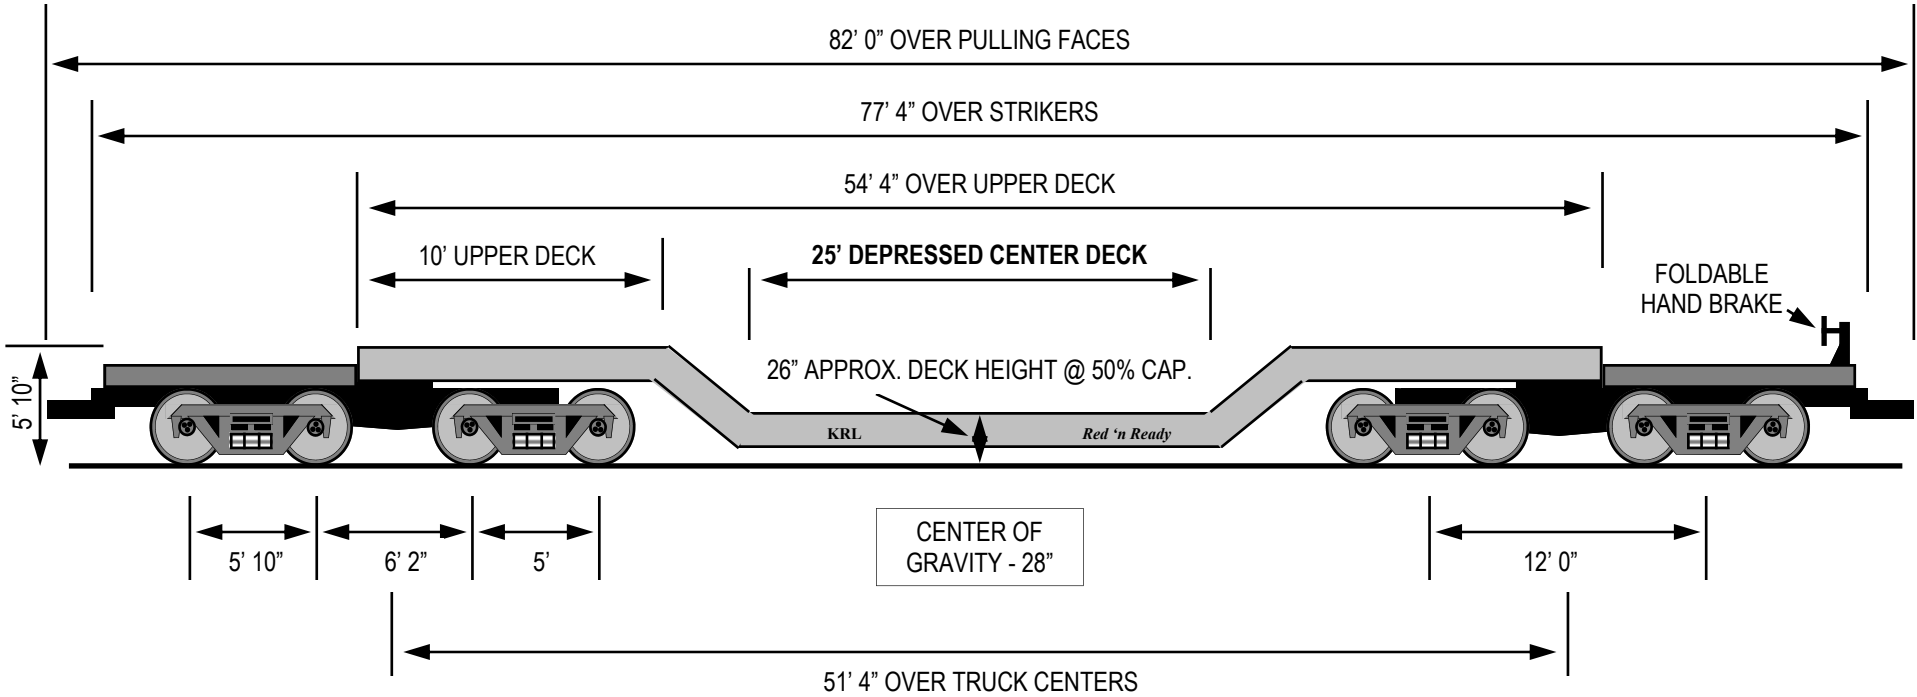 82’ 0” OVER PULLING FACES
77’ 4” OVER STRIKERS
54’ 4” OVER UPPER DECK
10’ UPPER DECK
25’ DEPRESSED CENTER DECK
FOLDABLE
HAND BRAKE
26” APPROX. DECK HEIGHT @ 50% CAP.
5’ 10”
KRL
Red ‘n Ready
5’ 10”
6’ 2”
5’
CENTER OF
GRAVITY - 28”
12’ 0”
51’ 4” OVER TRUCK CENTERS